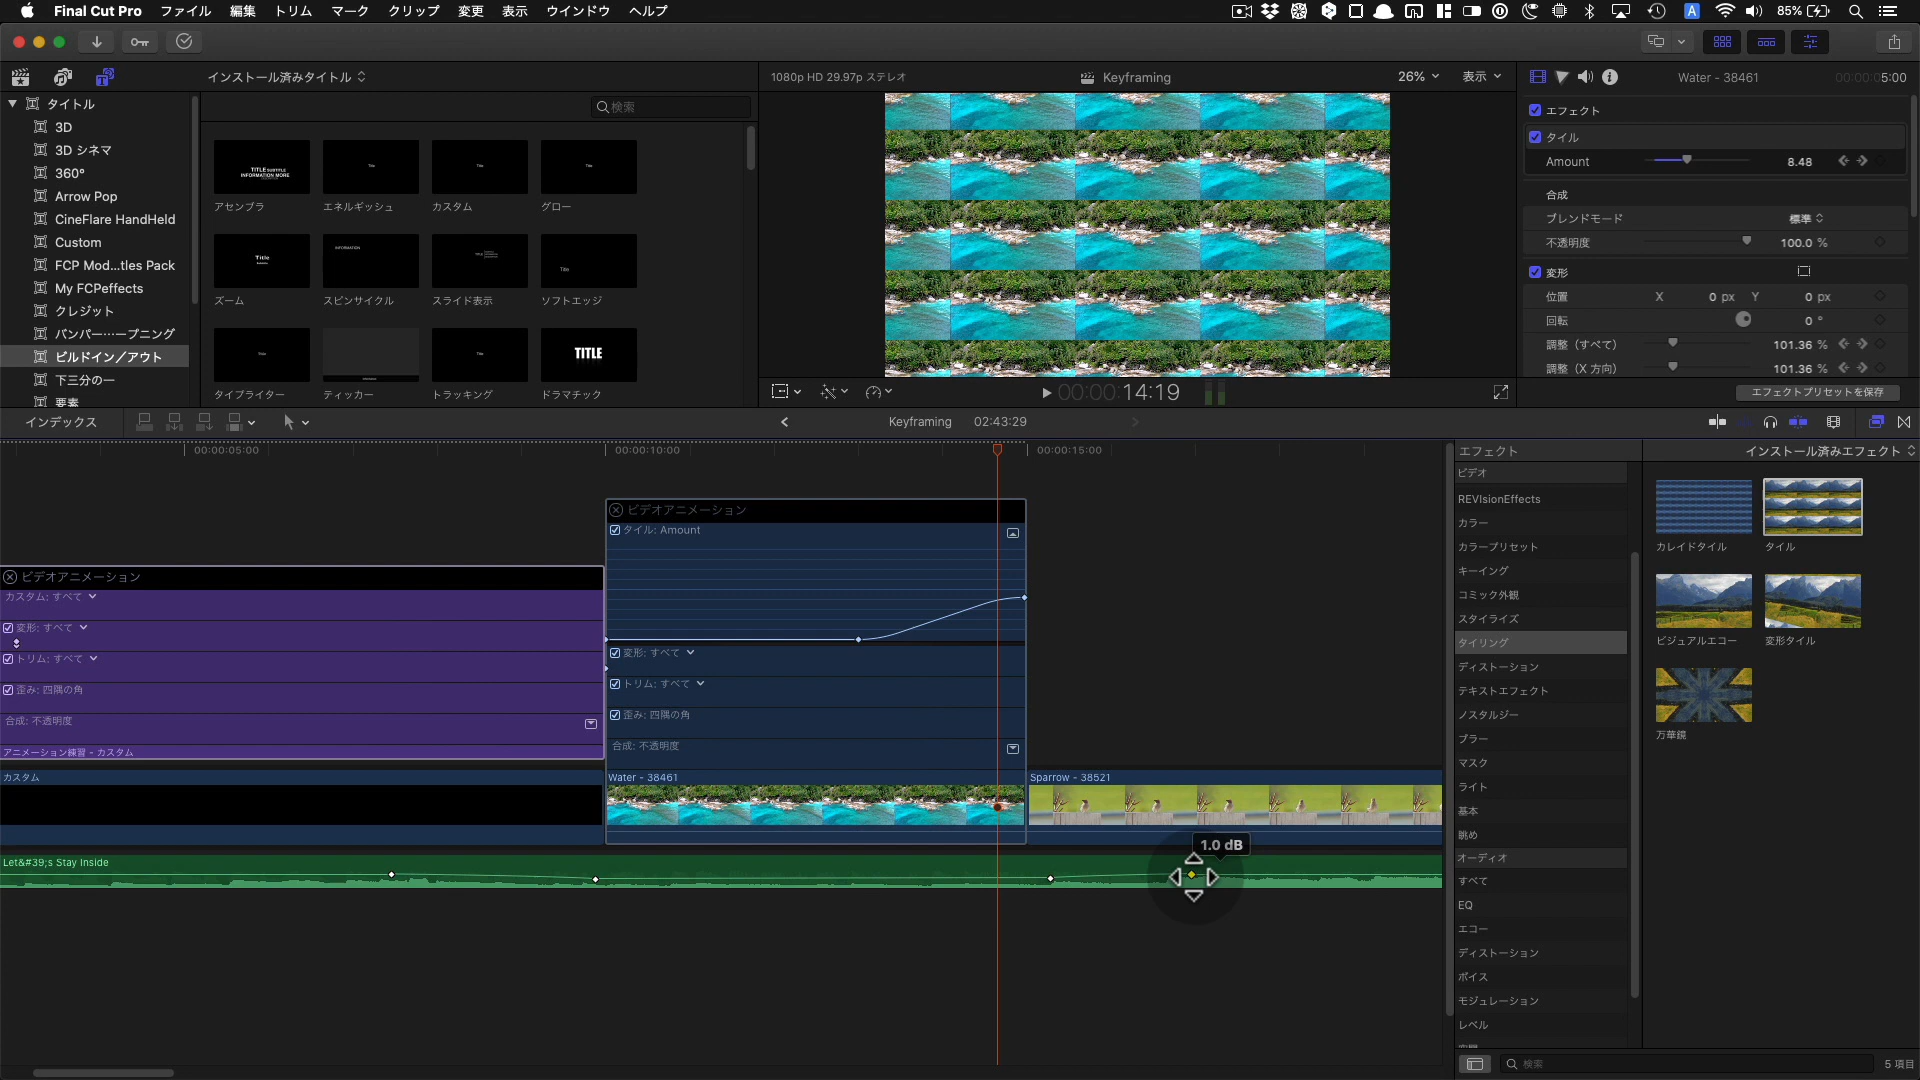 Final Cut Pro ファイル 編集 トリム マーク クリップ 変更 表示 ウインドウ ヘルプ
A 85%
インストール済みタイトル
1080p HD 29.97p ステレオ
Keyframing
26%
表示
Water - 38461
00:00:05:00
タイトル
3D
3D シネマ
360°
Arrow Pop
CineFlare HandHeld
Custom
FCP Mod...tles Pack
My FCPeffects
クレジット
バンパー…ープニング
ビルドイン／アウト
下三分の一
要素
検索
アセンブラ
エネルギッシュ
カスタム
グロー
ズーム
スピンサイクル
スライド表示
ソフトエッジ
タイプライター
ティッカー
トラッキング
ドラマチック
TITLE SUBTITLE
INFORMATION MORE
Title
Title
Title
Title
INFORMATION
Title
Title
Title
TITLE
エフェクト
タイル
Amount
8.48
合成
ブレンドモード
標準
不透明度
100.0 %
変形
位置
X 0 px Y 0 px
回転
0 °
調整（すべて）
101.36 %
調整（X 方向）
101.36 %
エフェクトプリセットを保存
00:00:14:19
インデックス
Keyframing
02:43:29
00:00:05:00
00:00:10:00
00:00:15:00
ビデオアニメーション
タイル: Amount
変形: すべて
トリム: すべて
歪み: 四隅の角
合成: 不透明度
Water - 38461
ビデオアニメーション
カスタム: すべて
変形: すべて
トリム: すべて
歪み: 四隅の角
合成: 不透明度
アニメーション練習 - カスタム
カスタム
Sparrow - 38521
1.0 dB
Let&#39;s Stay Inside
エフェクト
インストール済みエフェクト
ビデオ
REVIsionEffects
カラー
カラープリセット
キーイング
コミック外観
スタイライズ
タイリング
ディストーション
テキストエフェクト
ノスタルジー
ブラー
マスク
ライト
基本
眺め
オーディオ
すべて
EQ
エコー
ディストーション
ボイス
モジュレーション
レベル
カレイドタイル
タイル
ビジュアルエコー
変形タイル
万華鏡
検索
5 項目